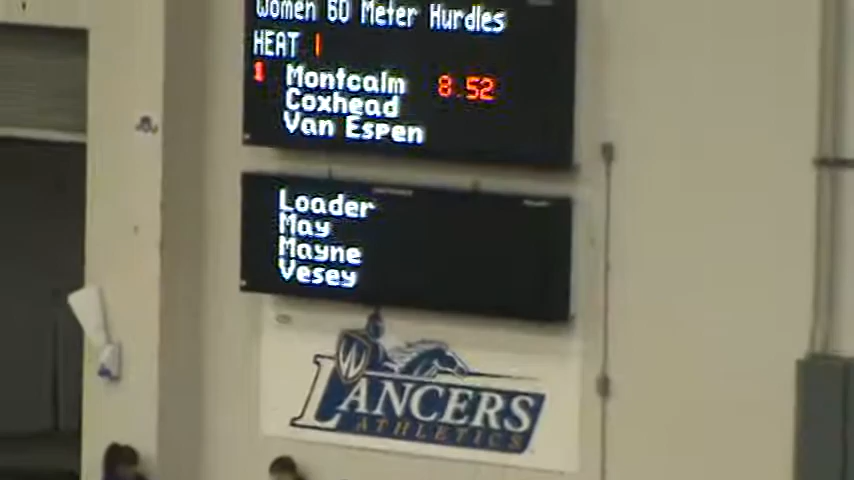 Women 60 Meter Hurdles
HEAT 1
1 Montcalm 8.52
Coxhead
Van Espen
Loader
May
Mayne
Vesey
W
LANCERS
ATHLETICS